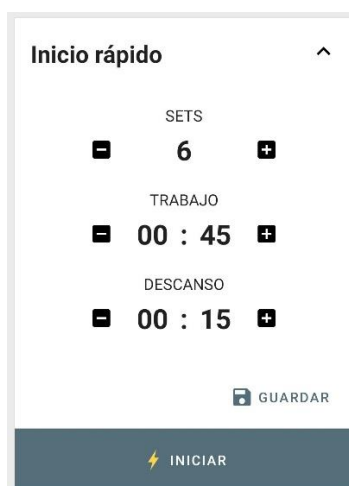 Inicio rápido
SETS
6
TRABAJO
00 : 45
DESCANSO
00 : 15
GUARDAR
INICIAR